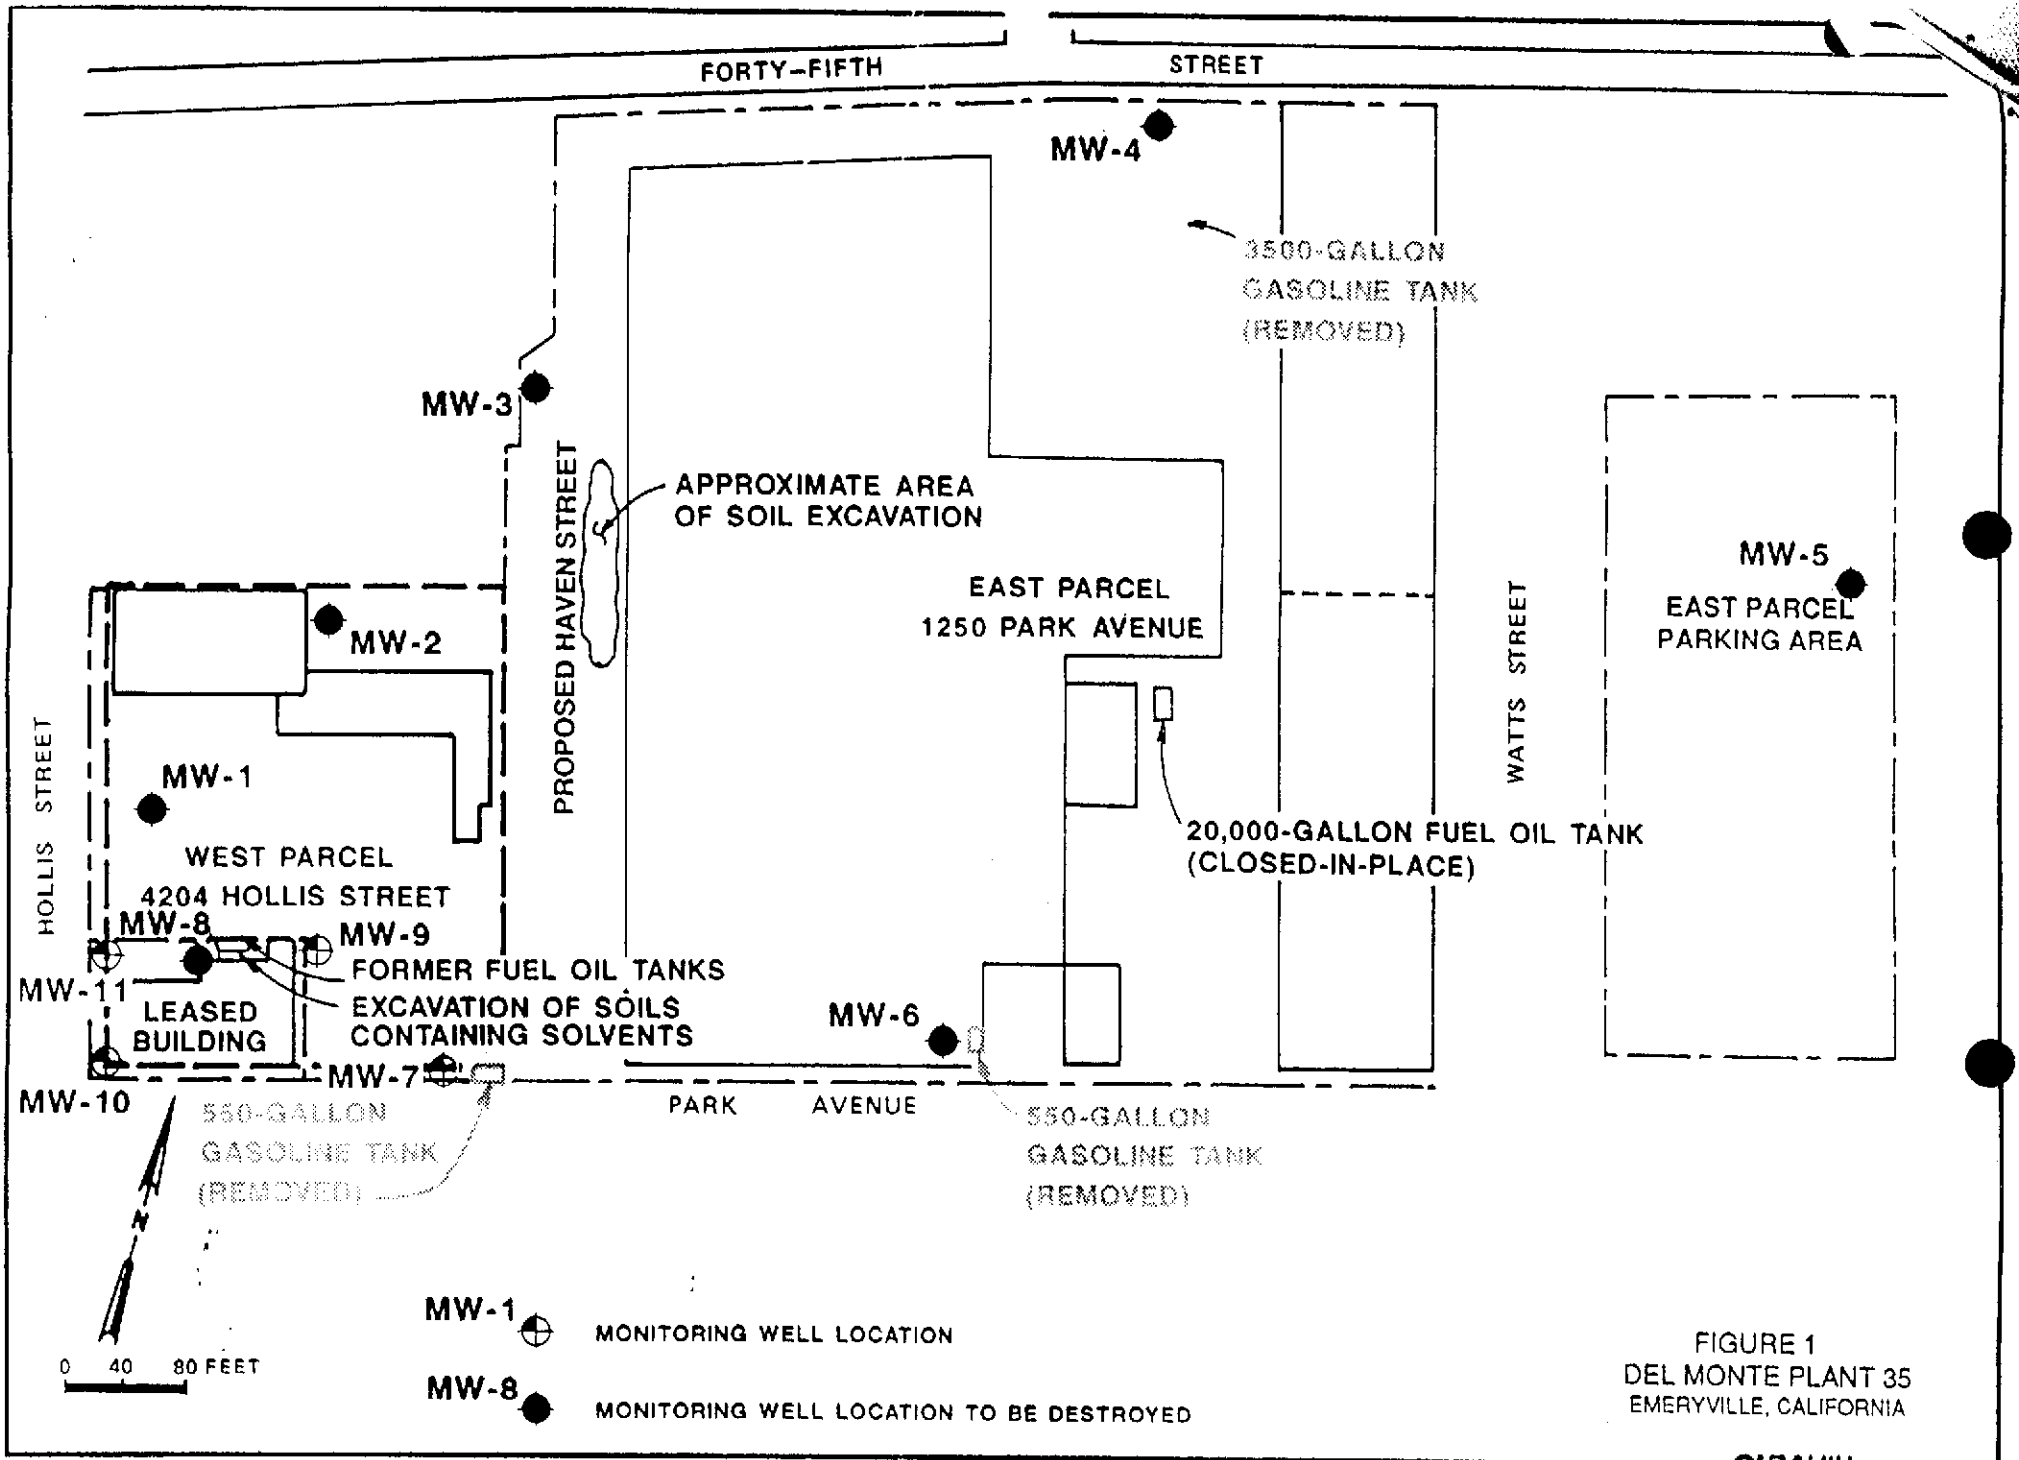 FORTY-FIFTH STREET
MW-4
3500-GALLON
GASOLINE TANK
(REMOVED)
MW-3
PROPOSED HAVEN STREET
APPROXIMATE AREA
OF SOIL EXCAVATION
MW-5
EAST PARCEL
PARKING AREA
EAST PARCEL
1250 PARK AVENUE
WATTS STREET
MW-2
HOLLIS STREET
MW-1
WEST PARCEL
4204 HOLLIS STREET
20,000-GALLON FUEL OIL TANK
(CLOSED-IN-PLACE)
MW-8
MW-9
FORMER FUEL OIL TANKS
MW-11
EXCAVATION OF SOILS
CONTAINING SOLVENTS
LEASED
BUILDING
MW-6
MW-7
MW-10
PARK AVENUE
550-GALLON
GASOLINE TANK
(REMOVED)
550-GALLON
GASOLINE TANK
(REMOVED)
N
0 40 80 FEET
MW-1
MONITORING WELL LOCATION
MW-8
MONITORING WELL LOCATION TO BE DESTROYED
FIGURE 1
DEL MONTE PLANT 35
EMERYVILLE, CALIFORNIA